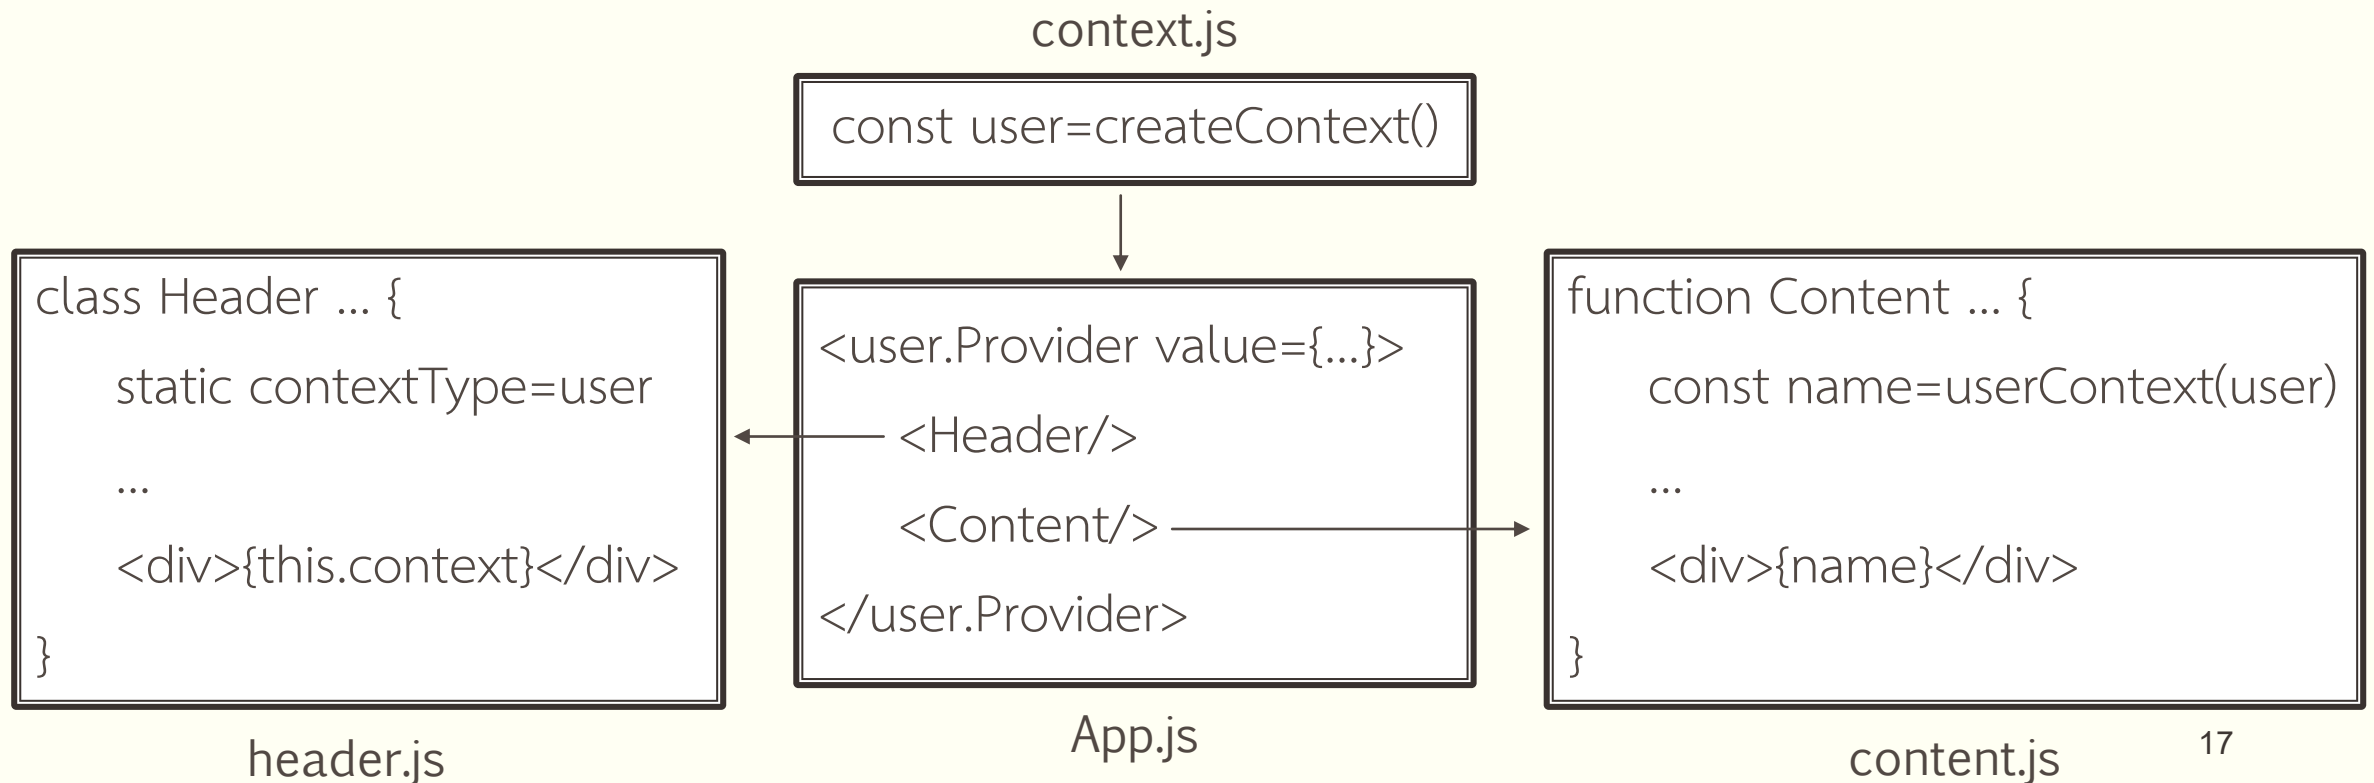 context.js
const user=createContext()
class Header ... {
static contextType=user
...
<div>{this.context}</div>
}
header.js
<user.Provider value={...}>
<Header/>
<Content/>
</user.Provider>
App.js
function Content ... {
const name=userContext(user)
...
<div>{name}</div>
}
content.js
17